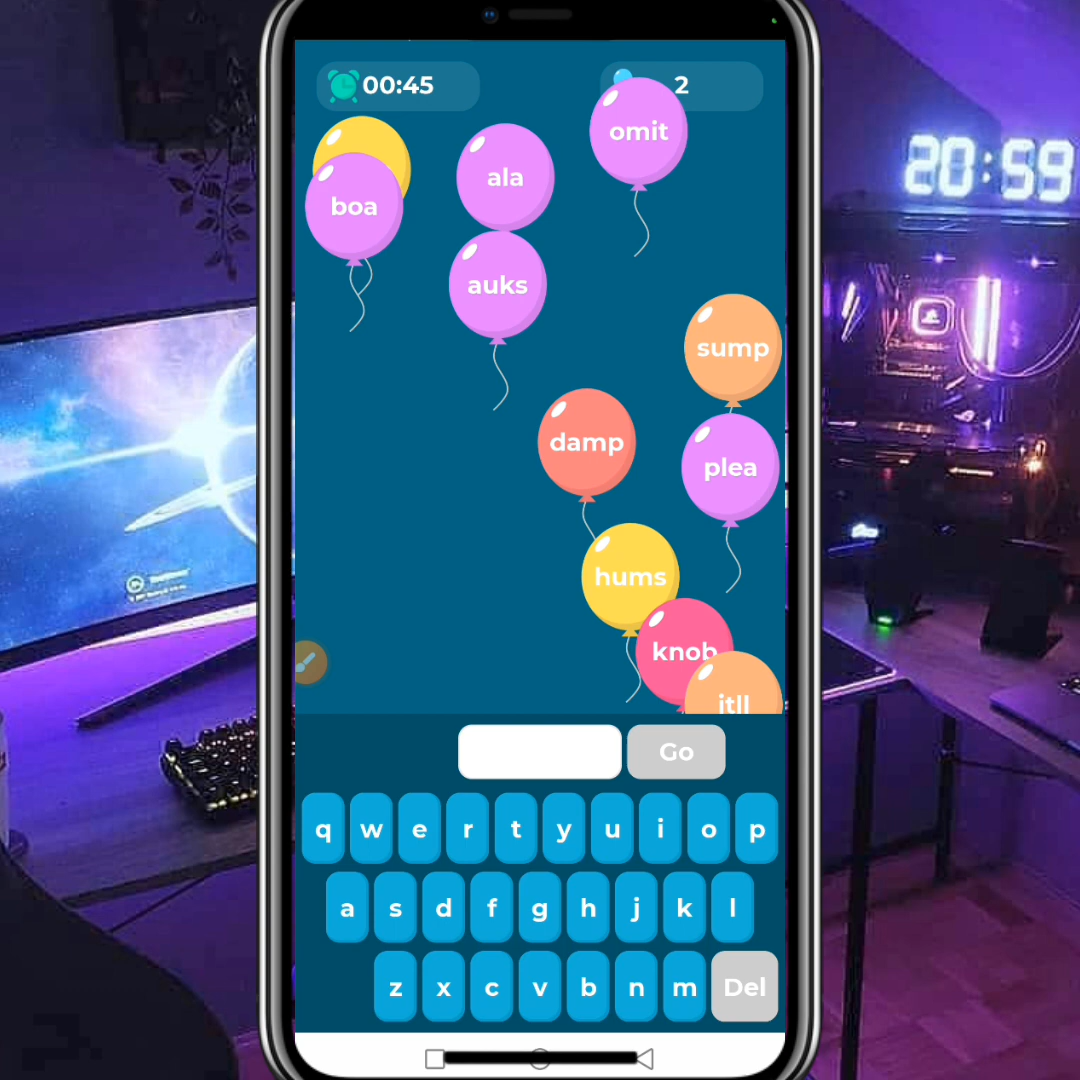 00:45
2
omit
ala
boa
auks
sump
damp
plea
hums
knob
itll
Go
q w e r t y u i o p
a s d f g h j k l
z x c v b n m Del
20:59